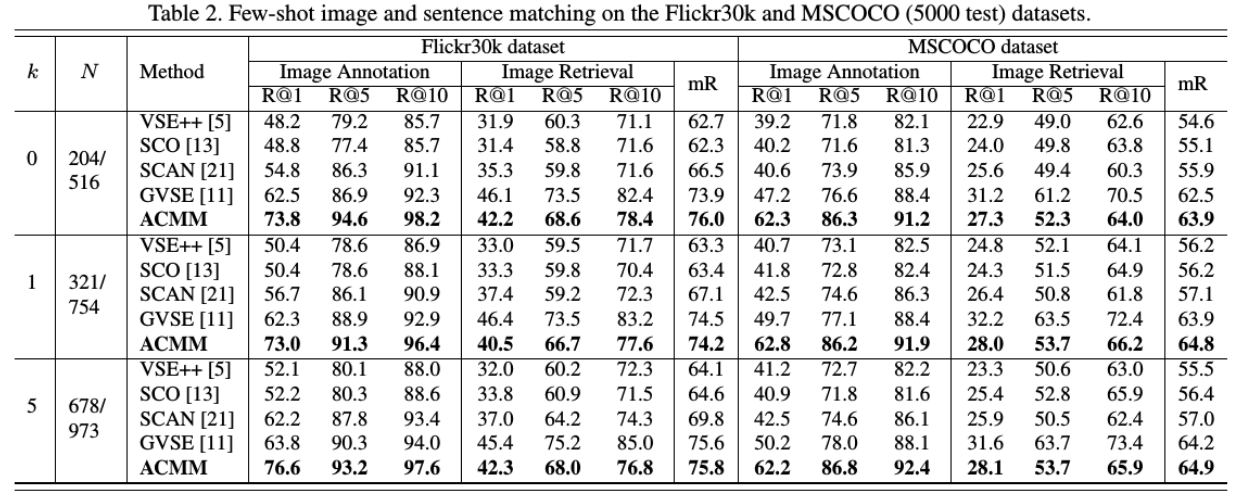 Table 2. Few-shot image and sentence matching on the Flickr30k and MSCOCO (5000 test) datasets.
k N Method Flickr30k dataset MSCOCO dataset
Image Annotation Image Retrieval mR Image Annotation Image Retrieval mR
R@1 R@5 R@10 R@1 R@5 R@10 R@1 R@5 R@10 R@1 R@5 R@10
0 204/516
VSE++ [5] 48.2 79.2 85.7 31.9 60.3 71.1 62.7 39.2 71.8 82.1 22.9 49.0 62.6 54.6
SCO [13] 48.8 77.4 85.7 31.4 58.8 71.6 62.3 40.2 71.6 81.3 24.0 49.8 63.8 55.1
SCAN [21] 54.8 86.3 91.1 35.3 59.8 71.6 66.5 40.6 73.9 85.9 25.6 49.4 60.3 55.9
GVSE [11] 62.5 86.9 92.3 46.1 73.5 82.4 73.9 47.2 76.6 88.4 31.2 61.2 70.5 62.5
ACMM 73.8 94.6 98.2 42.2 68.6 78.4 76.0 62.3 86.3 91.2 27.3 52.3 64.0 63.9
1 321/754
VSE++ [5] 50.4 78.6 86.9 33.0 59.5 71.7 63.3 40.7 73.1 82.5 24.8 52.1 64.1 56.2
SCO [13] 50.4 78.6 88.1 33.3 59.8 70.4 63.4 41.8 72.8 82.4 24.3 51.5 64.9 56.2
SCAN [21] 56.7 86.1 90.9 37.4 59.2 72.3 67.1 42.5 74.6 86.3 26.4 50.8 61.8 57.1
GVSE [11] 62.3 88.9 92.9 46.4 73.5 83.2 74.5 49.7 77.1 88.4 32.2 63.5 72.4 63.9
ACMM 73.0 91.3 96.4 40.5 66.7 77.6 74.2 62.8 86.2 91.9 28.0 53.7 66.2 64.8
5 678/973
VSE++ [5] 52.1 80.1 88.0 32.0 60.2 72.3 64.1 41.2 72.7 82.2 23.3 50.6 63.0 55.5
SCO [13] 52.2 80.3 88.6 33.8 60.9 71.5 64.6 40.9 71.8 81.6 25.4 52.8 65.9 56.4
SCAN [21] 62.2 87.8 93.4 37.0 64.2 74.3 69.8 42.5 74.6 86.1 25.9 50.5 62.4 57.0
GVSE [11] 63.8 90.3 94.0 45.4 75.2 85.0 75.6 50.2 78.0 88.1 31.6 63.7 73.4 64.2
ACMM 76.6 93.2 97.6 42.3 68.0 76.8 75.8 62.2 86.8 92.4 28.1 53.7 65.9 64.9